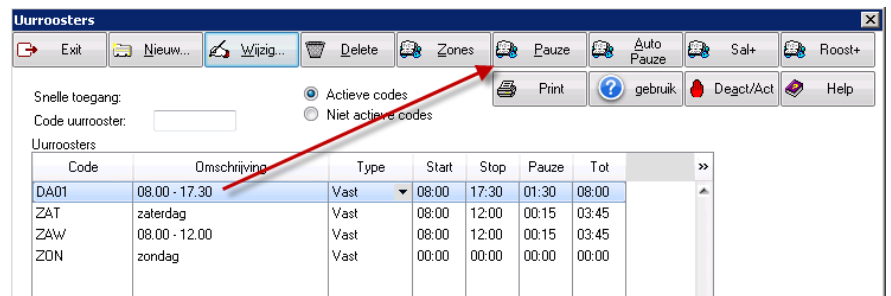 Uurroosters
Exit Nieuw... Wijzig... Delete Zones Pauze Auto Pauze Sal+ Roost+
Print gebruik Deact/Act Help
Snelle toegang:
Actieve codes
Code uurrooster:
Niet actieve codes
Uurroosters
Code Omschrijving Type Start Stop Pauze Tot »
DA01 08.00 - 17.30 Vast 08:00 17:30 01:30 08:00
ZAT zaterdag Vast 08:00 12:00 00:15 03:45
ZAW 08.00 - 12.00 Vast 08:00 12:00 00:15 03:45
ZON zondag Vast 00:00 00:00 00:00 00:00